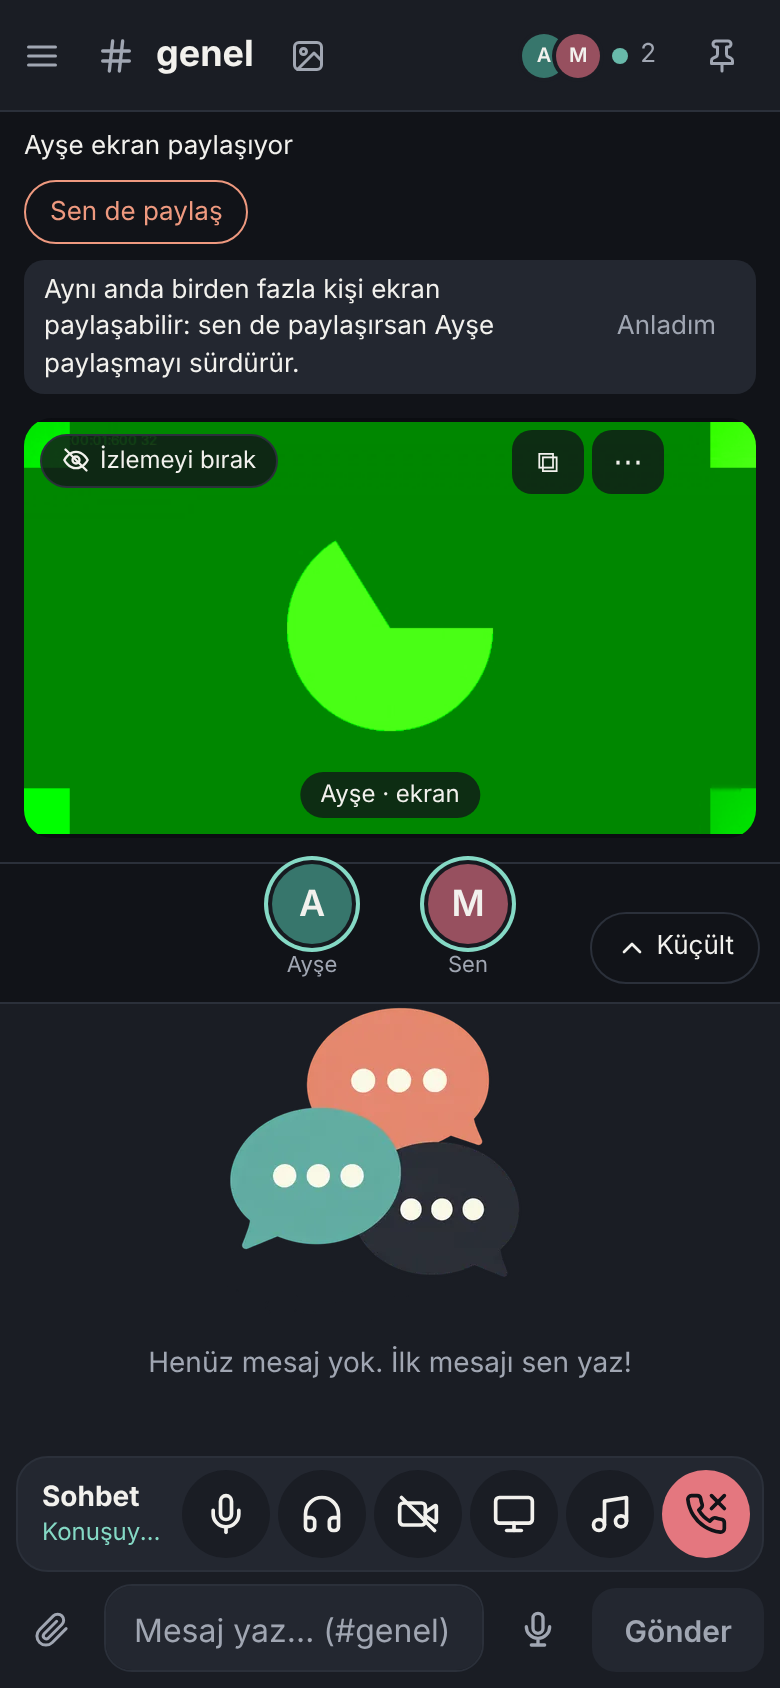 # genel
A M 2
Ayşe ekran paylaşıyor
Sen de paylaş
Aynı anda birden fazla kişi ekran
paylaşabilir: sen de paylaşırsan Ayşe
paylaşmayı sürdürür.
Anladım
İzlemeyi bırak
Ayşe · ekran
A
M
Ayşe
Sen
Küçült
Henüz mesaj yok. İlk mesajı sen yaz!
Sohbet
Konuşuy...
Mesaj yaz... (#genel)
Gönder